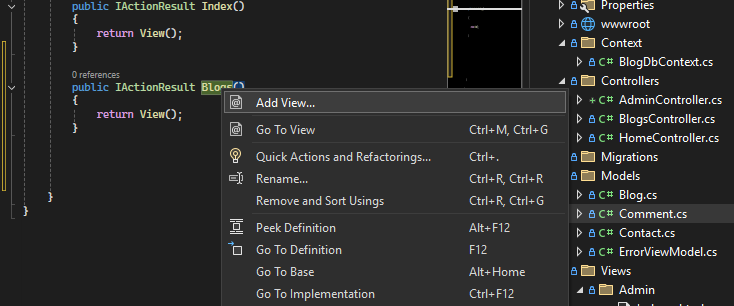 public IActionResult Index()
{
return View();
}
0 references
public IActionResult Blogs()
{
return View();
}
}
}
Add View...
Go To View Ctrl+M, Ctrl+G
Quick Actions and Refactorings... Ctrl+.
Rename... Ctrl+R, Ctrl+R
Remove and Sort Usings Ctrl+R, Ctrl+G
Peek Definition Alt+F12
Go To Definition F12
Go To Base Alt+Home
Go To Implementation Ctrl+F12
Properties
wwwroot
Context
C# BlogDbContext.cs
Controllers
+ C# AdminController.cs
C# BlogsController.cs
C# HomeController.cs
Migrations
Models
C# Blog.cs
C# Comment.cs
C# Contact.cs
C# ErrorViewModel.cs
Views
Admin